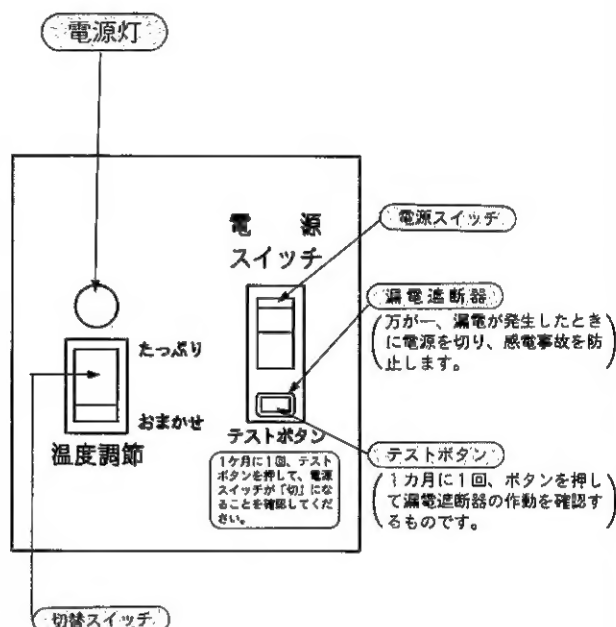 電源灯
電 源
スイッチ
電源スイッチ
漏電遮断器
(万が一、漏電が発生したとき
に電源を切り、感電事故を防
止します。)
たっぷり
おまかせ
温度調節
テストボタン
1ケ月に1回、テスト
ボタンを押して、電源
スイッチが「切」にな
ることを確認してくだ
さい。
テストボタン
(1カ月に1回、ボタンを押し
て漏電遮断器の作動を確認す
るものです。)
切替スイッチ